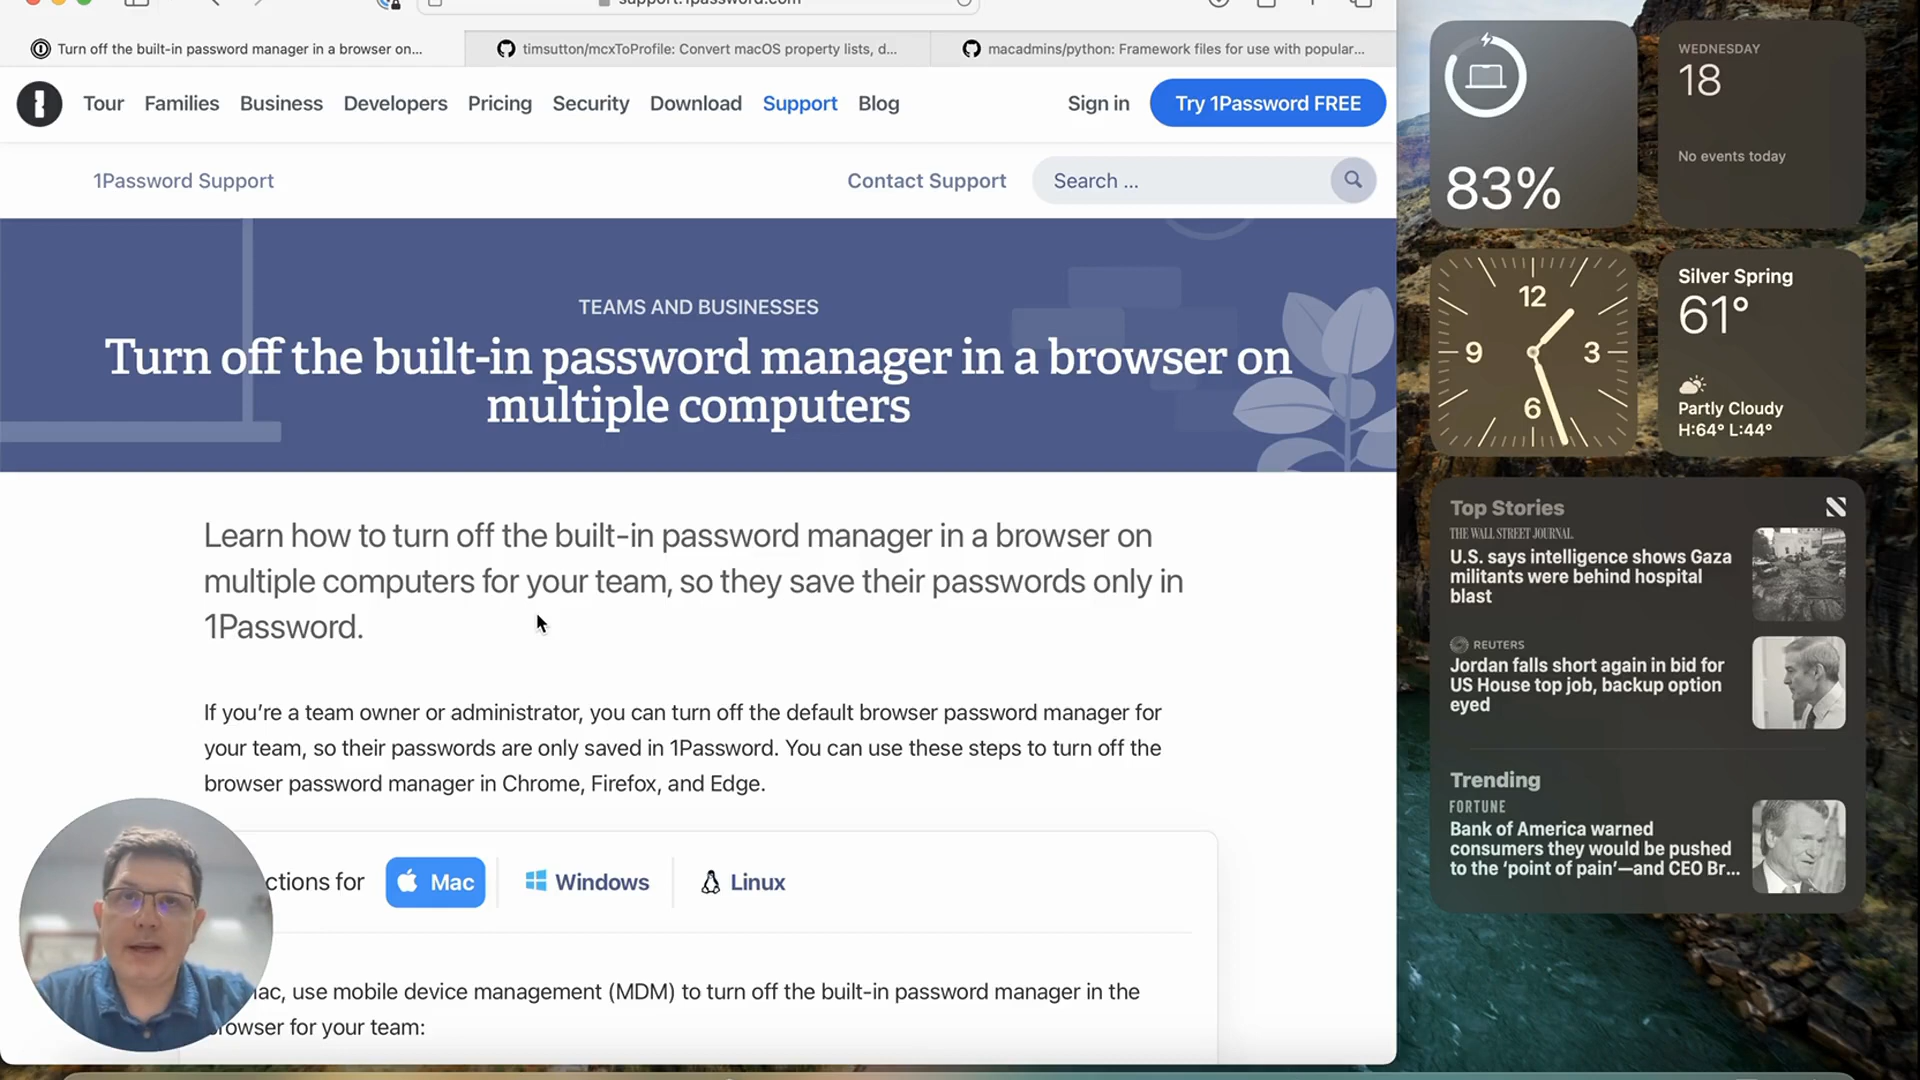 support.1password.com
Turn off the built-in password manager in a browser on...
timsutton/mcxToProfile: Convert macOS property lists, d...
macadmins/python: Framework files for use with popular...
Tour
Families
Business
Developers
Pricing
Security
Download
Support
Blog
Sign in
Try 1Password FREE
1Password Support
Contact Support
Search ...
TEAMS AND BUSINESSES
Turn off the built-in password manager in a browser on
multiple computers
Learn how to turn off the built-in password manager in a browser on
multiple computers for your team, so they save their passwords only in
1Password.
If you’re a team owner or administrator, you can turn off the default browser password manager for
your team, so their passwords are only saved in 1Password. You can use these steps to turn off the
browser password manager in Chrome, Firefox, and Edge.
ctions for
Mac
Windows
Linux
ac, use mobile device management (MDM) to turn off the built-in password manager in the
rowser for your team:
83%
WEDNESDAY
18
No events today
12
3
6
9
Silver Spring
61°
Partly Cloudy
H:64° L:44°
Top Stories
THE WALL STREET JOURNAL.
U.S. says intelligence shows Gaza
militants were behind hospital
blast
REUTERS
Jordan falls short again in bid for
US House top job, backup option
eyed
Trending
FORTUNE
Bank of America warned
consumers they would be pushed
to the ‘point of pain’—and CEO Br...